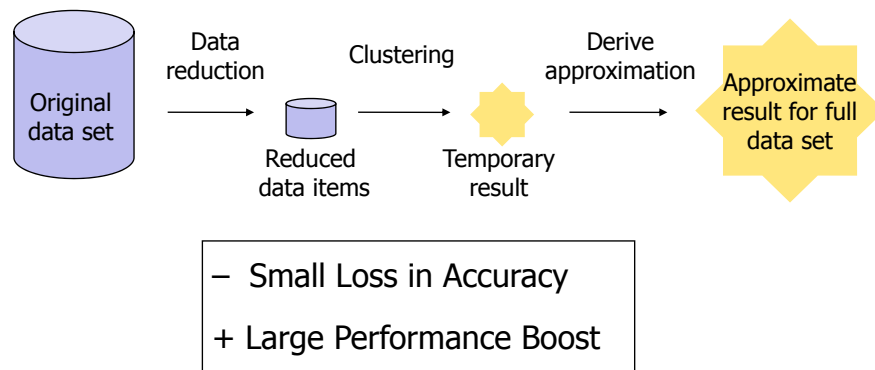 Original
data set
Data
reduction
Reduced
data items
Clustering
Temporary
result
Derive
approximation
Approximate
result for full
data set
– Small Loss in Accuracy
+ Large Performance Boost